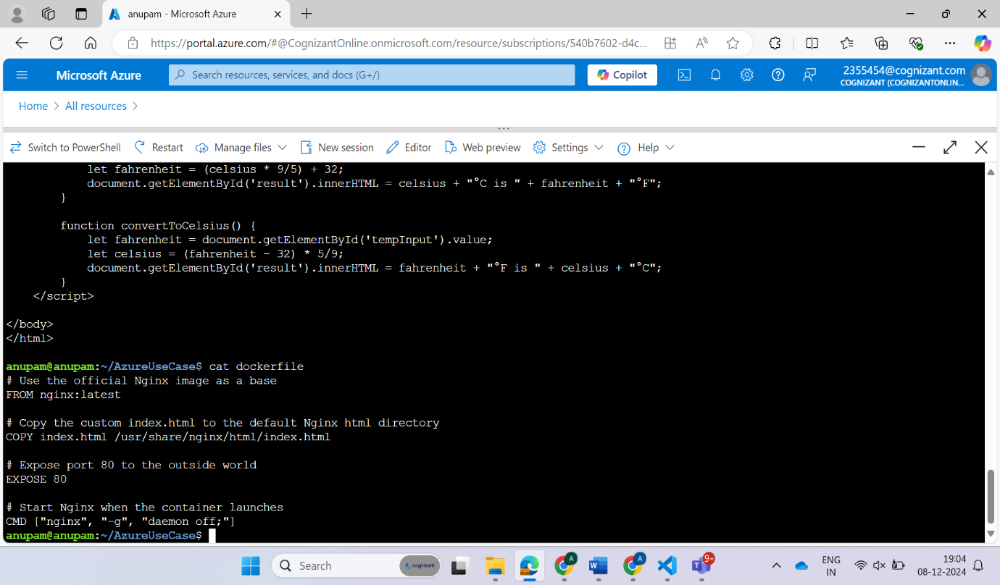 anupam - Microsoft Azure
https://portal.azure.com/#@CognizantOnline.onmicrosoft.com/resource/subscriptions/540b7602-d4c...
Microsoft Azure
Search resources, services, and docs (G+/)
Copilot
2355454@cognizant.com
COGNIZANT (COGNIZANTONLIN...
Home > All resources >
Switch to PowerShell Restart Manage files New session Editor Web preview Settings Help
            let fahrenheit = (celsius * 9/5) + 32;
            document.getElementById('result').innerHTML = celsius + "°C is " + fahrenheit + "°F";
        }
        function convertToCelsius() {
            let fahrenheit = document.getElementById('tempInput').value;
            let celsius = (fahrenheit - 32) * 5/9;
            document.getElementById('result').innerHTML = fahrenheit + "°F is " + celsius + "°C";
        }
    </script>
</body>
</html>
anupam@anupam:~/AzureUseCase$ cat dockerfile
# Use the official Nginx image as a base
FROM nginx:latest
# Copy the custom index.html to the default Nginx html directory
COPY index.html /usr/share/nginx/html/index.html
# Expose port 80 to the outside world
EXPOSE 80
# Start Nginx when the container launches
CMD ["nginx", "-g", "daemon off;"]
anupam@anupam:~/AzureUseCase$
Search
cognizant
A
A
9+
ENG
IN
19:04
08-12-2024